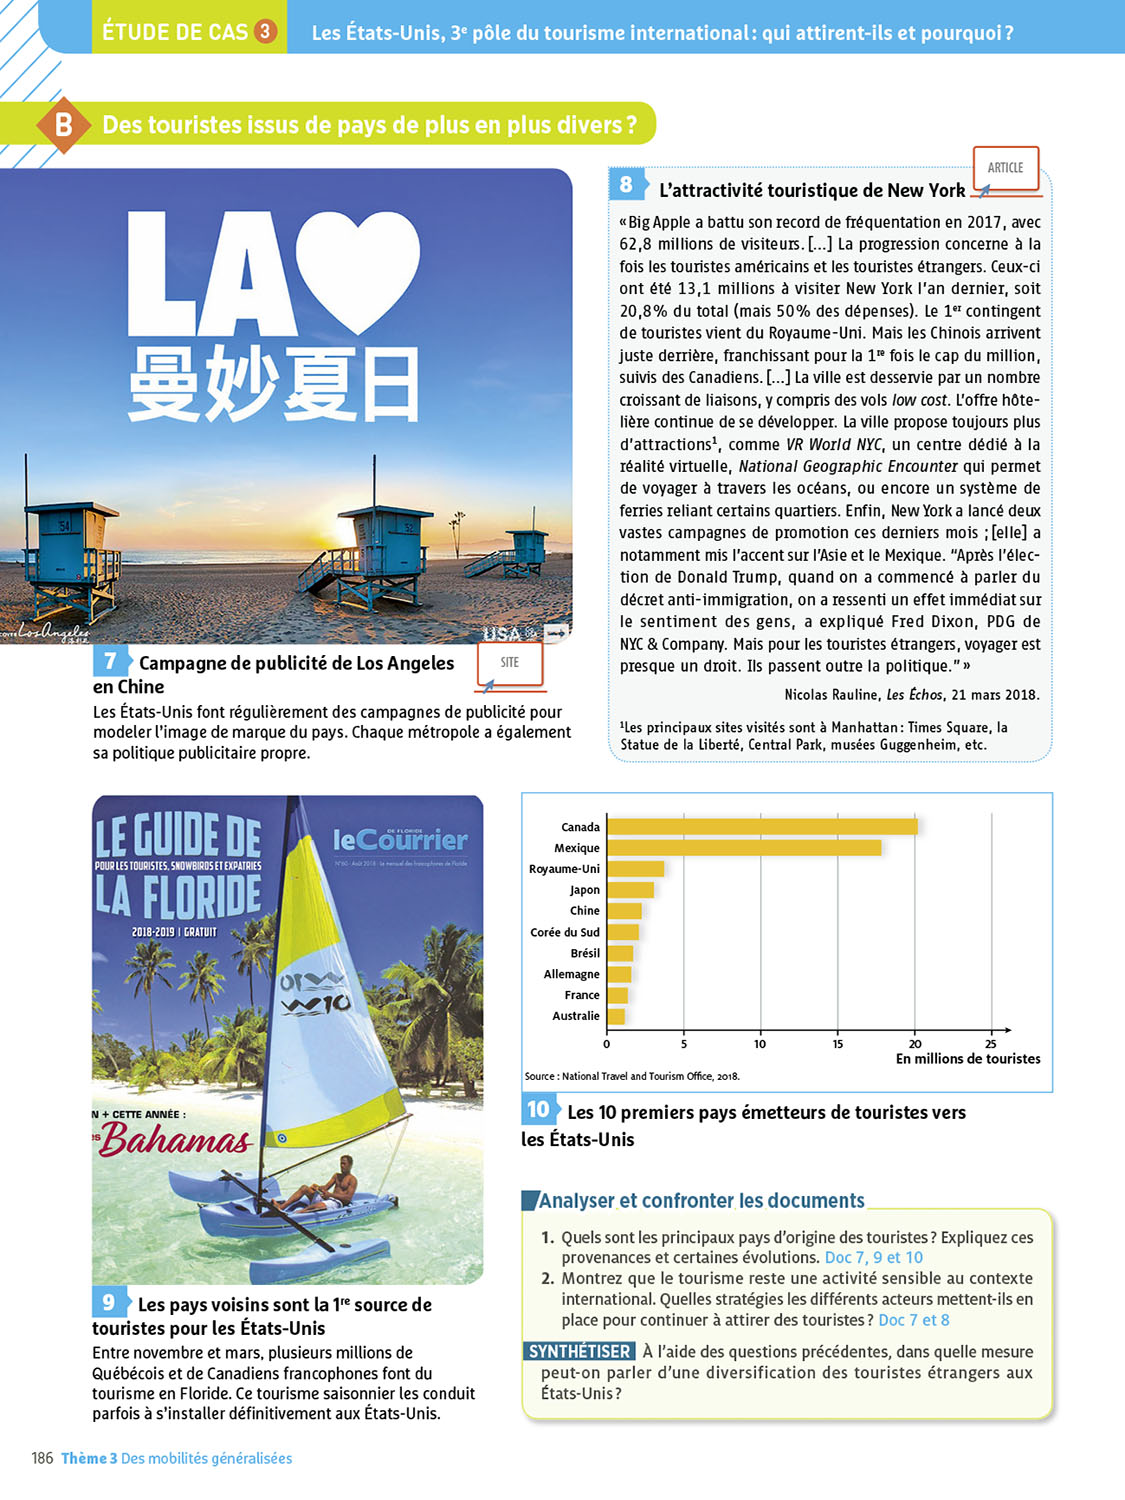 ÉTUDE DE CAS 3
Les États-Unis, 3e pôle du tourisme international : qui attirent-ils et pourquoi ?
B Des touristes issus de pays de plus en plus divers ?
LA
曼妙夏日
54
52
Los Angeles
USA
7 Campagne de publicité de Los Angeles
en Chine
SITE
Les États-Unis font régulièrement des campagnes de publicité pour
modeler l'image de marque du pays. Chaque métropole a également
sa politique publicitaire propre.
8 L'attractivité touristique de New York
ARTICLE
« Big Apple a battu son record de fréquentation en 2017, avec
62,8 millions de visiteurs. [...] La progression concerne à la
fois les touristes américains et les touristes étrangers. Ceux-ci
ont été 13,1 millions à visiter New York l'an dernier, soit
20,8 % du total (mais 50 % des dépenses). Le 1er contingent
de touristes vient du Royaume-Uni. Mais les Chinois arrivent
juste derrière, franchissant pour la 1re fois le cap du million,
suivis des Canadiens. [...] La ville est desservie par un nombre
croissant de liaisons, y compris des vols low cost. L'offre hôte-
lière continue de se développer. La ville propose toujours plus
d'attractions1, comme VR World NYC, un centre dédié à la
réalité virtuelle, National Geographic Encounter qui permet
de voyager à travers les océans, ou encore un système de
ferries reliant certains quartiers. Enfin, New York a lancé deux
vastes campagnes de promotion ces derniers mois ; [elle] a
notamment mis l'accent sur l'Asie et le Mexique. "Après l'élec-
tion de Donald Trump, quand on a commencé à parler du
décret anti-immigration, on a ressenti un effet immédiat sur
le sentiment des gens, a expliqué Fred Dixon, PDG de
NYC & Company. Mais pour les touristes étrangers, voyager est
presque un droit. Ils passent outre la politique." »
Nicolas Rauline, Les Échos, 21 mars 2018.
1Les principaux sites visités sont à Manhattan : Times Square, la
Statue de la Liberté, Central Park, musées Guggenheim, etc.
LE GUIDE DE
POUR LES TOURISTES, SNOWBIRDS ET EXPATRIES
LA FLORIDE
2018-2019 | GRATUIT
DE FLORIDE
leCourrier
N°60 - Août 2018 - Le mensuel des francophones de Floride
W10
W10
N + CETTE ANNÉE :
es Bahamas
9 Les pays voisins sont la 1re source de
touristes pour les États-Unis
Entre novembre et mars, plusieurs millions de
Québécois et de Canadiens francophones font du
tourisme en Floride. Ce tourisme saisonnier les conduit
parfois à s'installer définitivement aux États-Unis.
Canada
Mexique
Royaume-Uni
Japon
Chine
Corée du Sud
Brésil
Allemagne
France
Australie
0 5 10 15 20 25
En millions de touristes
Source : National Travel and Tourism Office, 2018.
10 Les 10 premiers pays émetteurs de touristes vers
les États-Unis
Analyser et confronter les documents
1. Quels sont les principaux pays d'origine des touristes ? Expliquez ces
provenances et certaines évolutions. Doc 7, 9 et 10
2. Montrez que le tourisme reste une activité sensible au contexte
international. Quelles stratégies les différents acteurs mettent-ils en
place pour continuer à attirer des touristes ? Doc 7 et 8
SYNTHÉTISER À l'aide des questions précédentes, dans quelle mesure
peut-on parler d'une diversification des touristes étrangers aux
États-Unis ?
186 Thème 3 Des mobilités généralisées